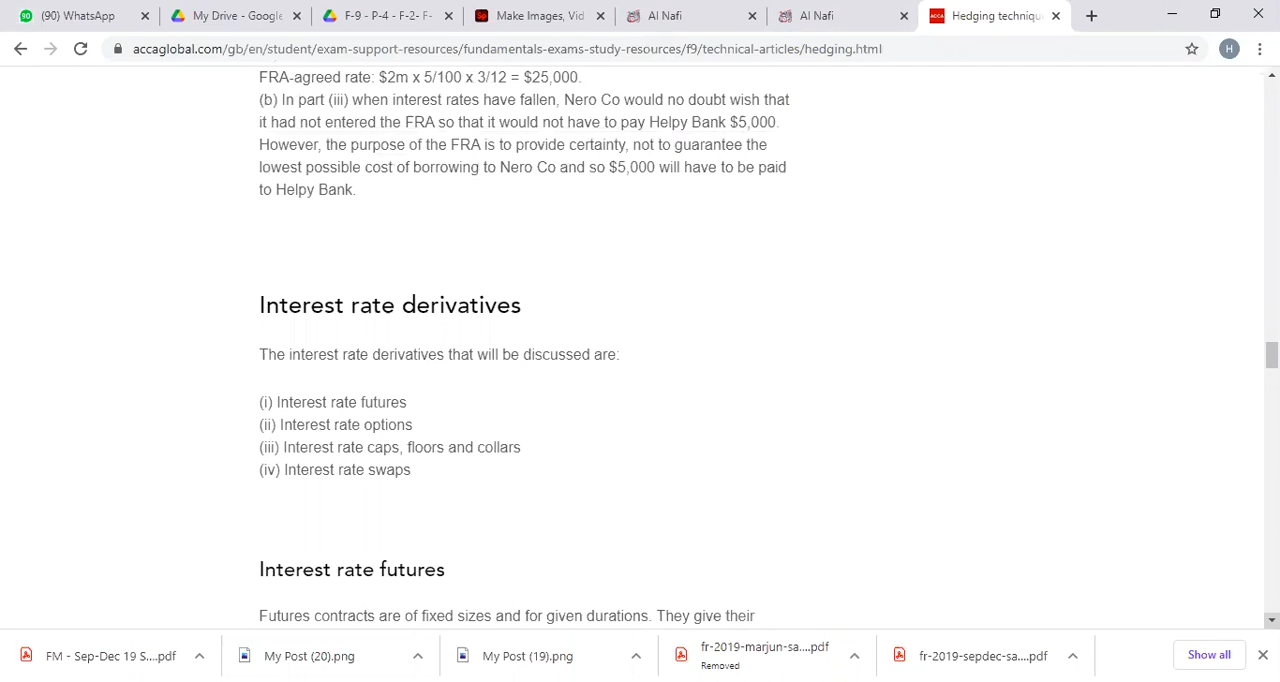 (90) WhatsApp
My Drive - Google
F-9 - P-4 - F-2- F-
Sp
Make Images, Vid
Al Nafi
Al Nafi
ACCA
Hedging technique
accaglobal.com/gb/en/student/exam-support-resources/fundamentals-exams-study-resources/f9/technical-articles/hedging.html
H
FRA-agreed rate: $2m x 5/100 x 3/12 = $25,000.
(b) In part (iii) when interest rates have fallen, Nero Co would no doubt wish that
it had not entered the FRA so that it would not have to pay Helpy Bank $5,000.
However, the purpose of the FRA is to provide certainty, not to guarantee the
lowest possible cost of borrowing to Nero Co and so $5,000 will have to be paid
to Helpy Bank.
Interest rate derivatives
The interest rate derivatives that will be discussed are:
(i) Interest rate futures
(ii) Interest rate options
(iii) Interest rate caps, floors and collars
(iv) Interest rate swaps
Interest rate futures
Futures contracts are of fixed sizes and for given durations. They give their
FM - Sep-Dec 19 S....pdf
My Post (20).png
My Post (19).png
fr-2019-marjun-sa....pdf
Removed
fr-2019-sepdec-sa....pdf
Show all